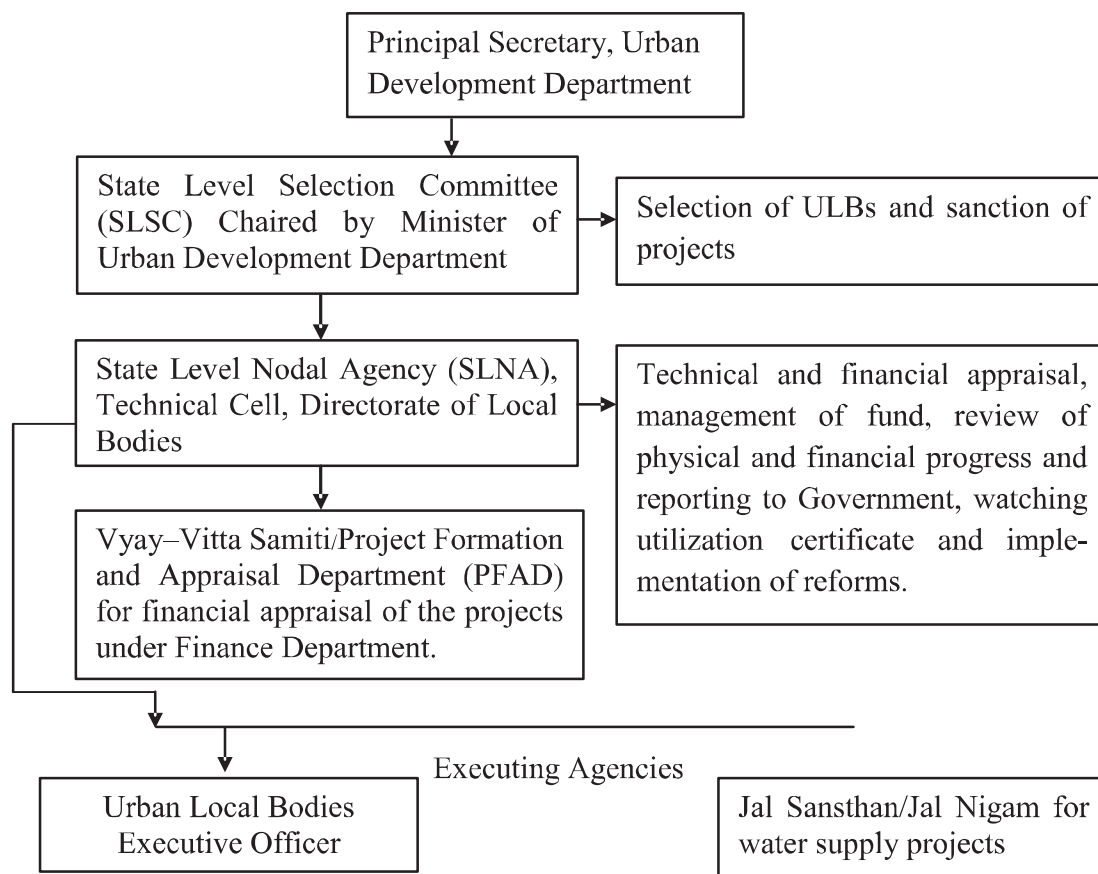 Principal Secretary, Urban
Development Department
State Level Selection Committee
(SLSC) Chaired by Minister of
Urban Development Department
Selection of ULBs and sanction of
projects
State Level Nodal Agency (SLNA),
Technical Cell, Directorate of Local
Bodies
Technical and financial appraisal,
management of fund, review of
physical and financial progress and
reporting to Government, watching
utilization certificate and imple-
mentation of reforms.
Vyay–Vitta Samiti/Project Formation
and Appraisal Department (PFAD)
for financial appraisal of the projects
under Finance Department.
Executing Agencies
Urban Local Bodies
Executive Officer
Jal Sansthan/Jal Nigam for
water supply projects